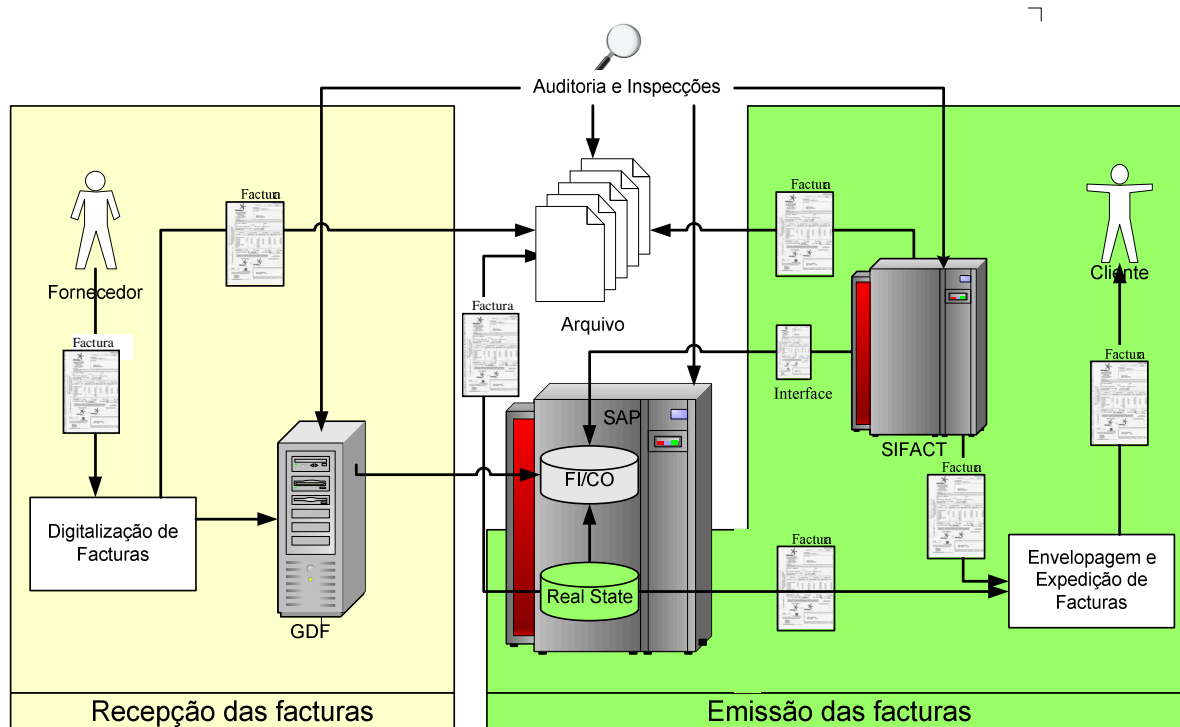 Auditoria e Inspecções
Factura
Factura
Fornecedor
Cliente
Factura
Arquivo
Factura
Factura
Interface
SAP
SIFACT
FI/CO
Factura
Digitalização de
Facturas
Factura
Envelopagem e
Expedição de
Facturas
Real State
GDF
Recepção das facturas
Emissão das facturas